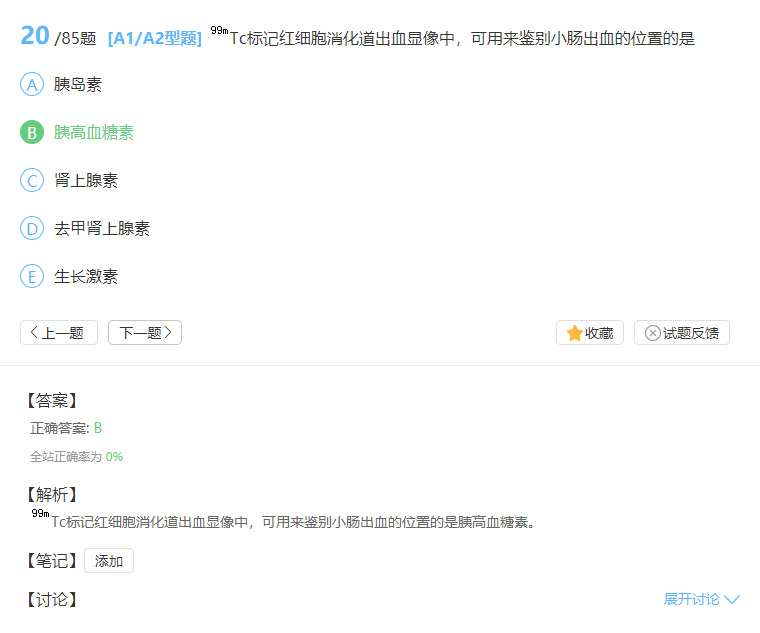 20/85题 [A1/A2型题] 99mTc标记红细胞消化道出血显像中，可用来鉴别小肠出血的位置的是
A 胰岛素
B 胰高血糖素
C 肾上腺素
D 去甲肾上腺素
E 生长激素
上一题 下一题 收藏 试题反馈
【答案】
正确答案: B
全站正确率为 0%
【解析】
99mTc标记红细胞消化道出血显像中，可用来鉴别小肠出血的位置的是胰高血糖素。
【笔记】 添加
【讨论】 展开讨论